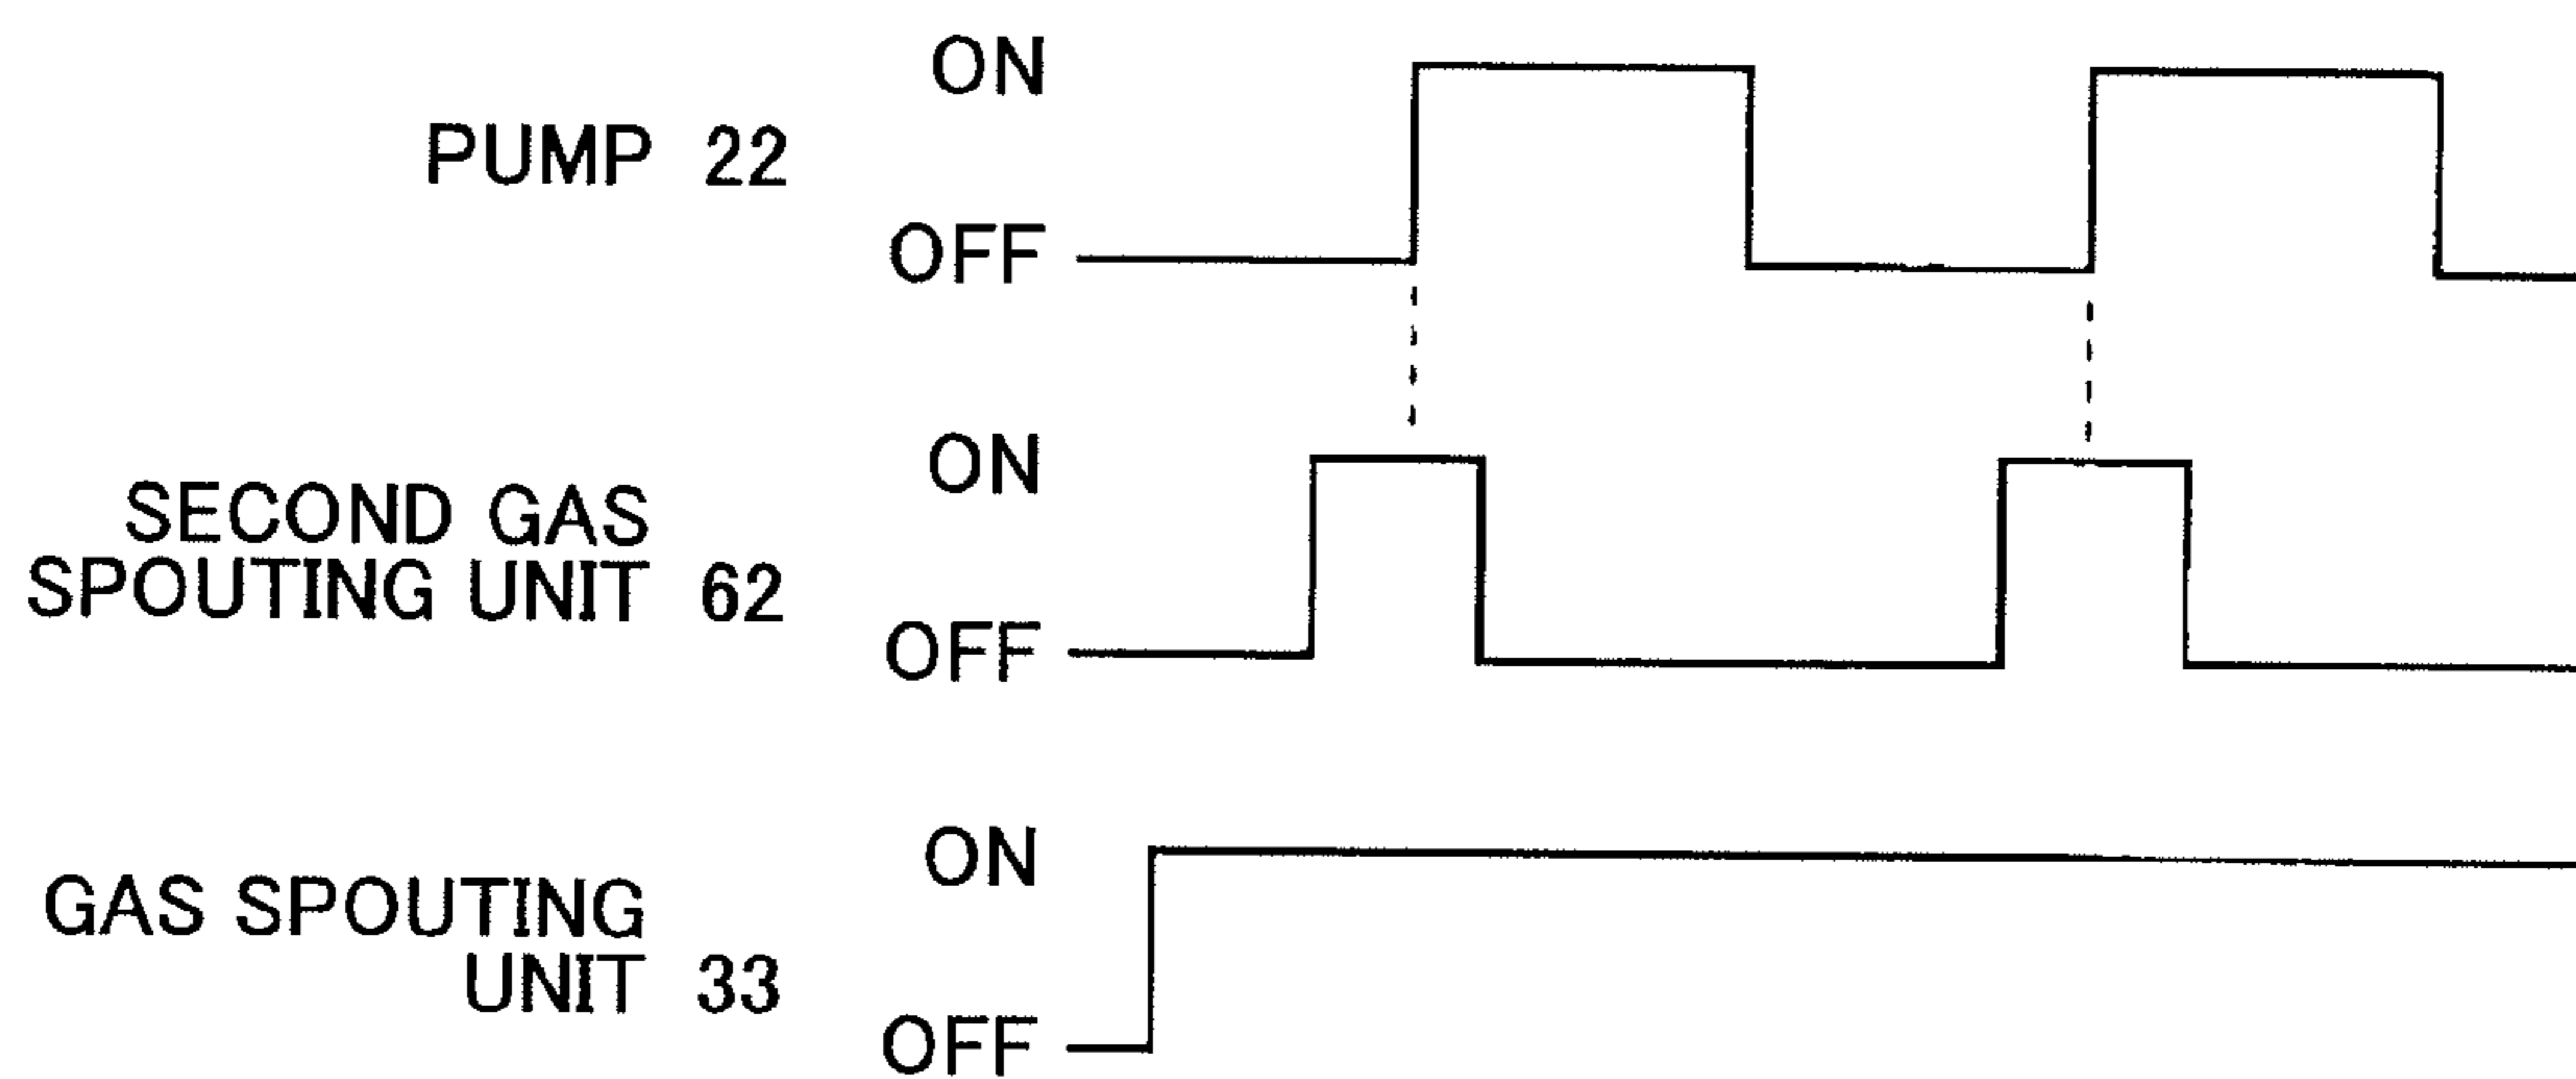 ON
PUMP 22
OFF
ON
SECOND GAS
SPOUTING UNIT 62
OFF
ON
GAS SPOUTING
UNIT 33
OFF